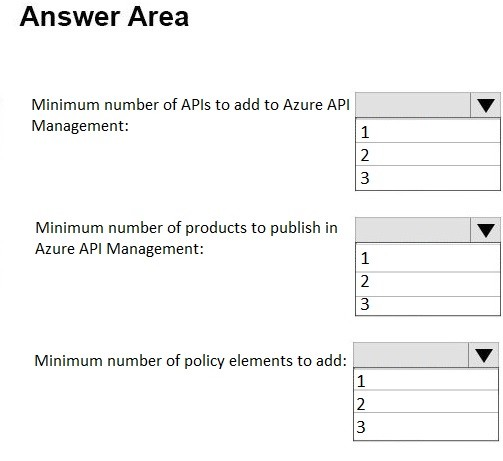 Answer Area
Minimum number of APIs to add to Azure API
Management:
1
2
3
Minimum number of products to publish in
Azure API Management:
1
2
3
Minimum number of policy elements to add:
1
2
3